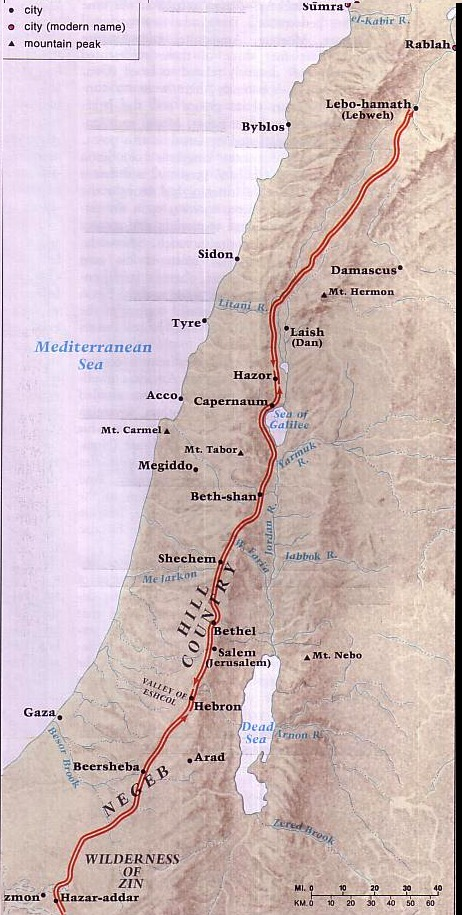 city
city (modern name)
mountain peak
Sūmra
el-Kabir R.
Rablah
Lebo-hamath
(Lebweh)
Byblos
Sidon
Damascus
Mt. Hermon
Litani R.
Tyre
Laish
(Dan)
Mediterranean
Sea
Hazor
Acco
Capernaum
Sea of
Galilee
Mt. Carmel
Mt. Tabor
Yarmuk
R.
Megiddo
Beth-shan
Jordan R.
W. Faria
Jabbok R.
Shechem
Me Jarkon
HILL
COUNTRY
Bethel
Salem
(Jerusalem)
Mt. Nebo
VALLEY OF
ESHCOL
Hebron
Gaza
Besor Brook
Dead
Sea
Arnon R.
Arad
Beersheba
NEGEB
Zered Brook
WILDERNESS
OF
ZIN
zmon
Hazar-addar
MI. 0 10 20 30 40
KM. 0 10 20 30 40 50 60